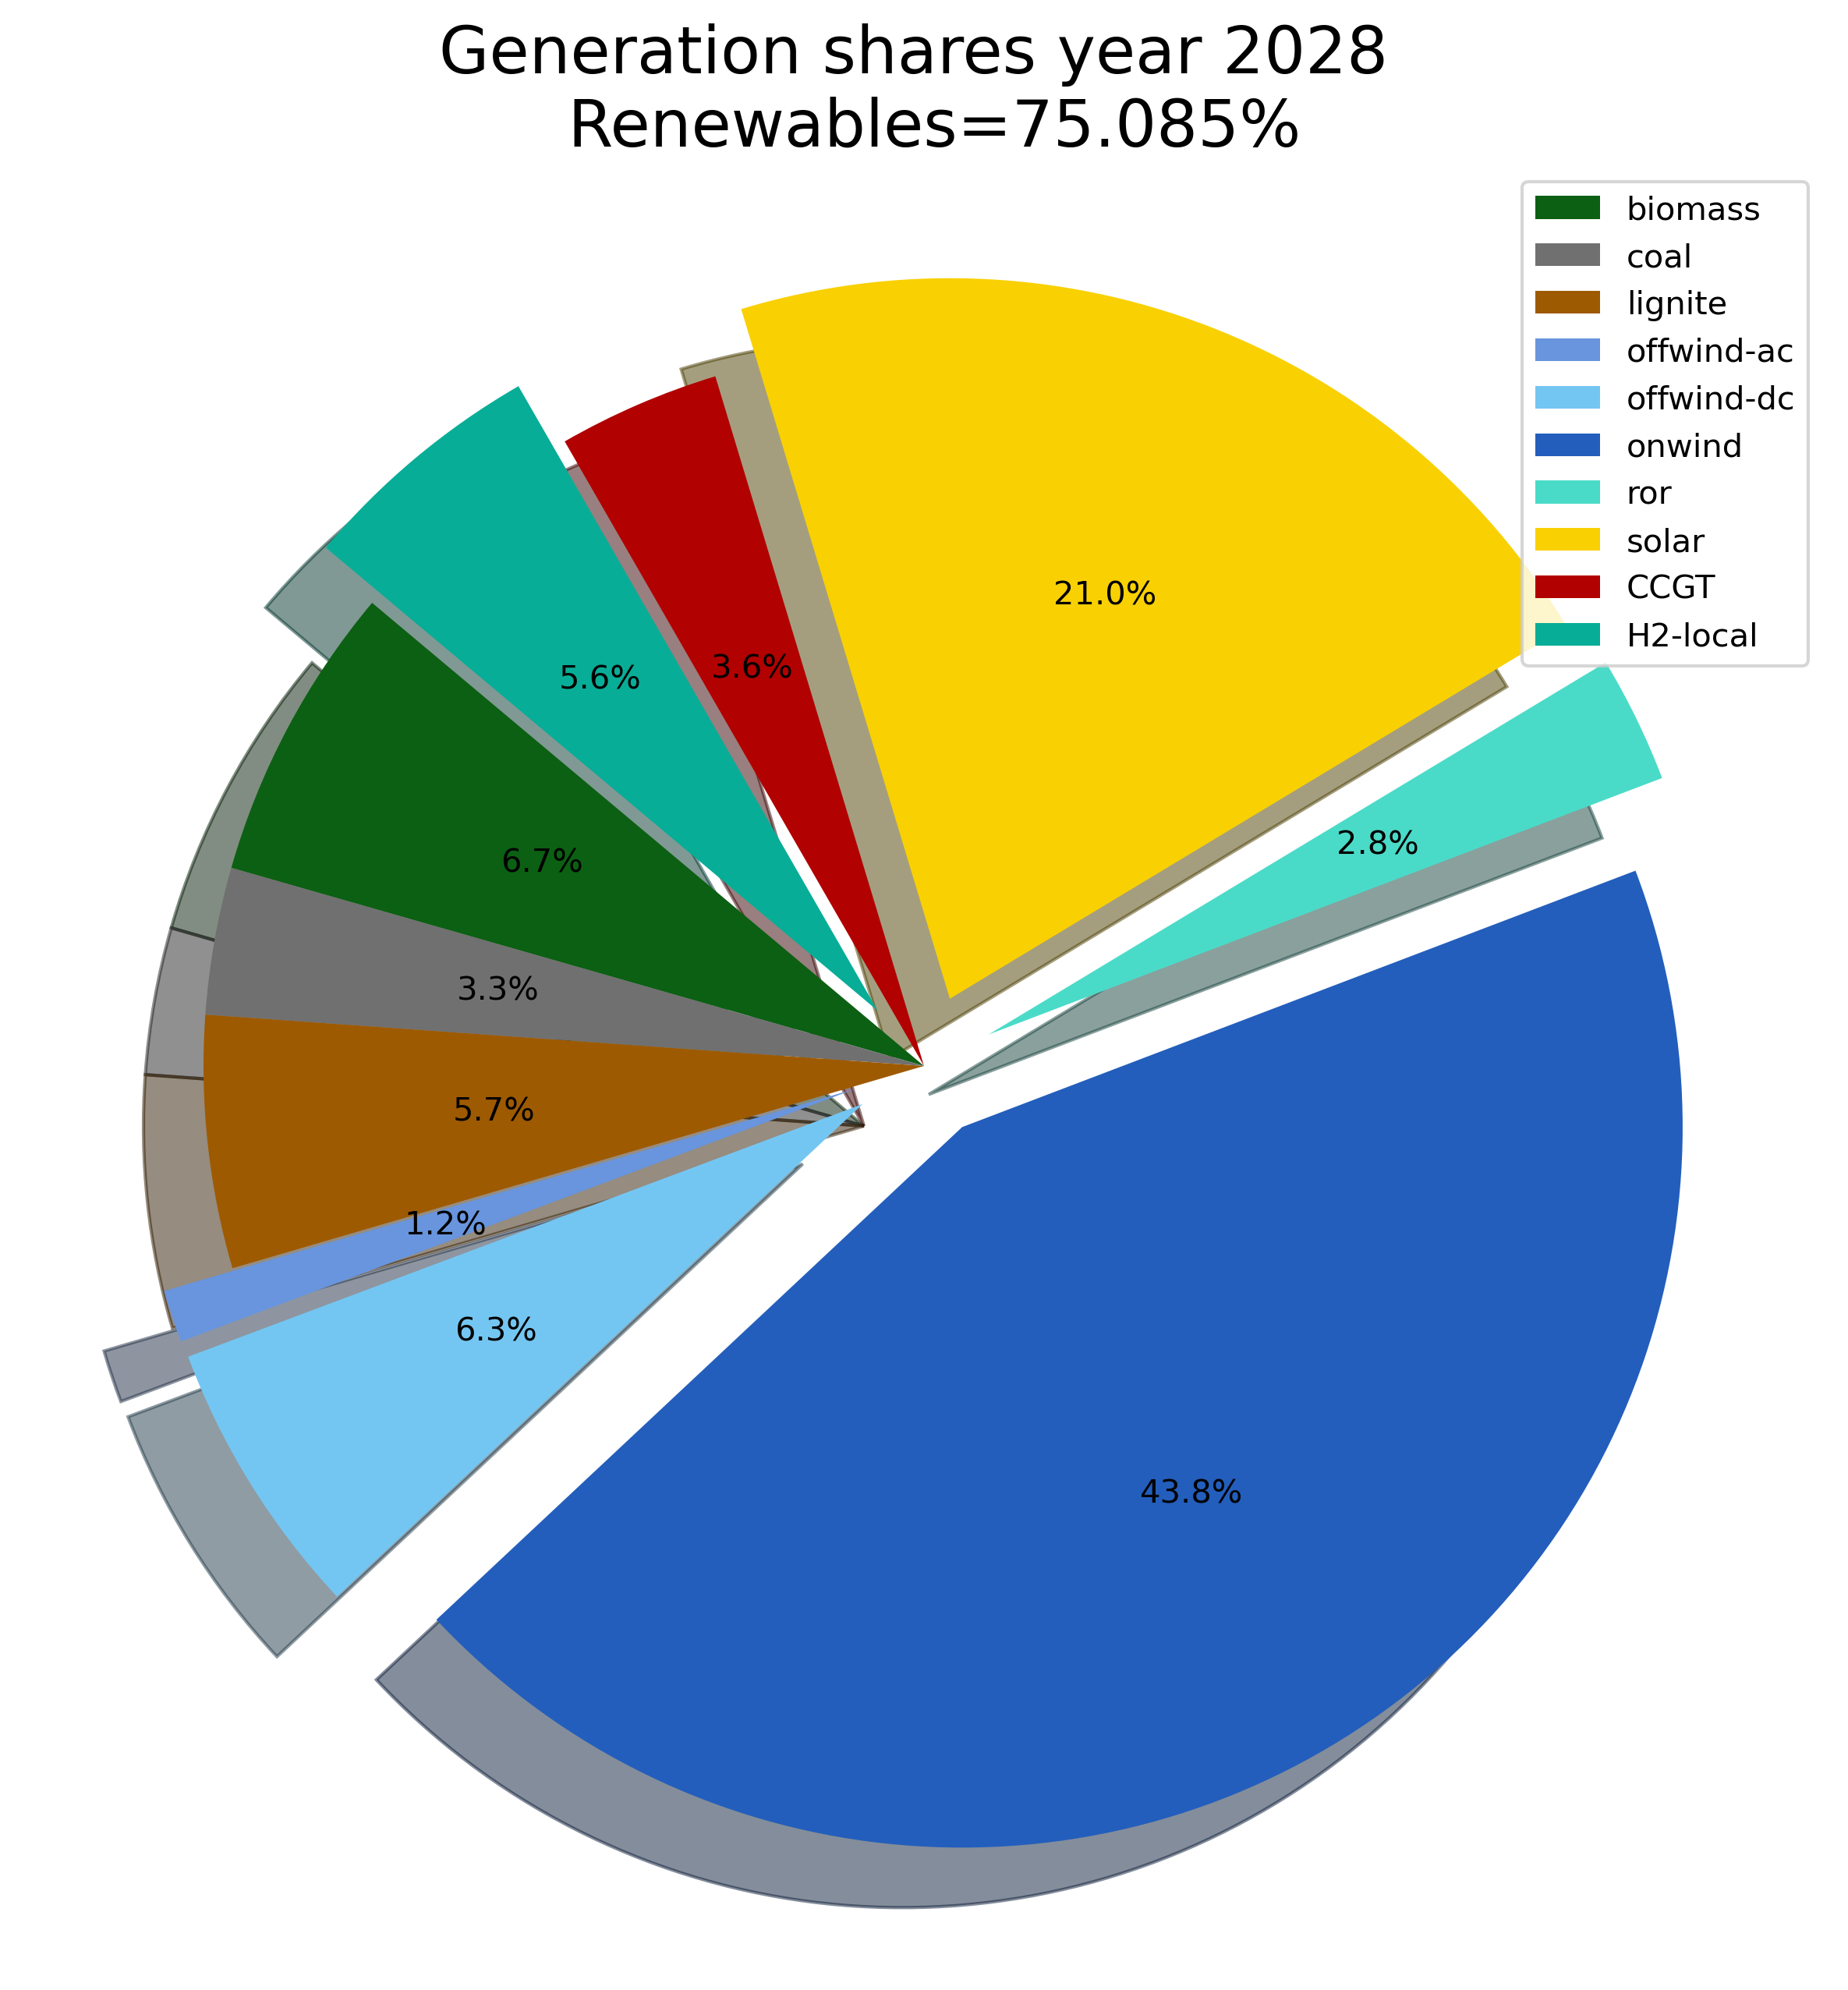 Generation shares year 2028
Renewables=75.085%
biomass
coal
lignite
offwind-ac
offwind-dc
onwind
ror
solar
CCGT
H2-local
21.0%
3.6%
5.6%
2.8%
6.7%
3.3%
5.7%
1.2%
6.3%
43.8%